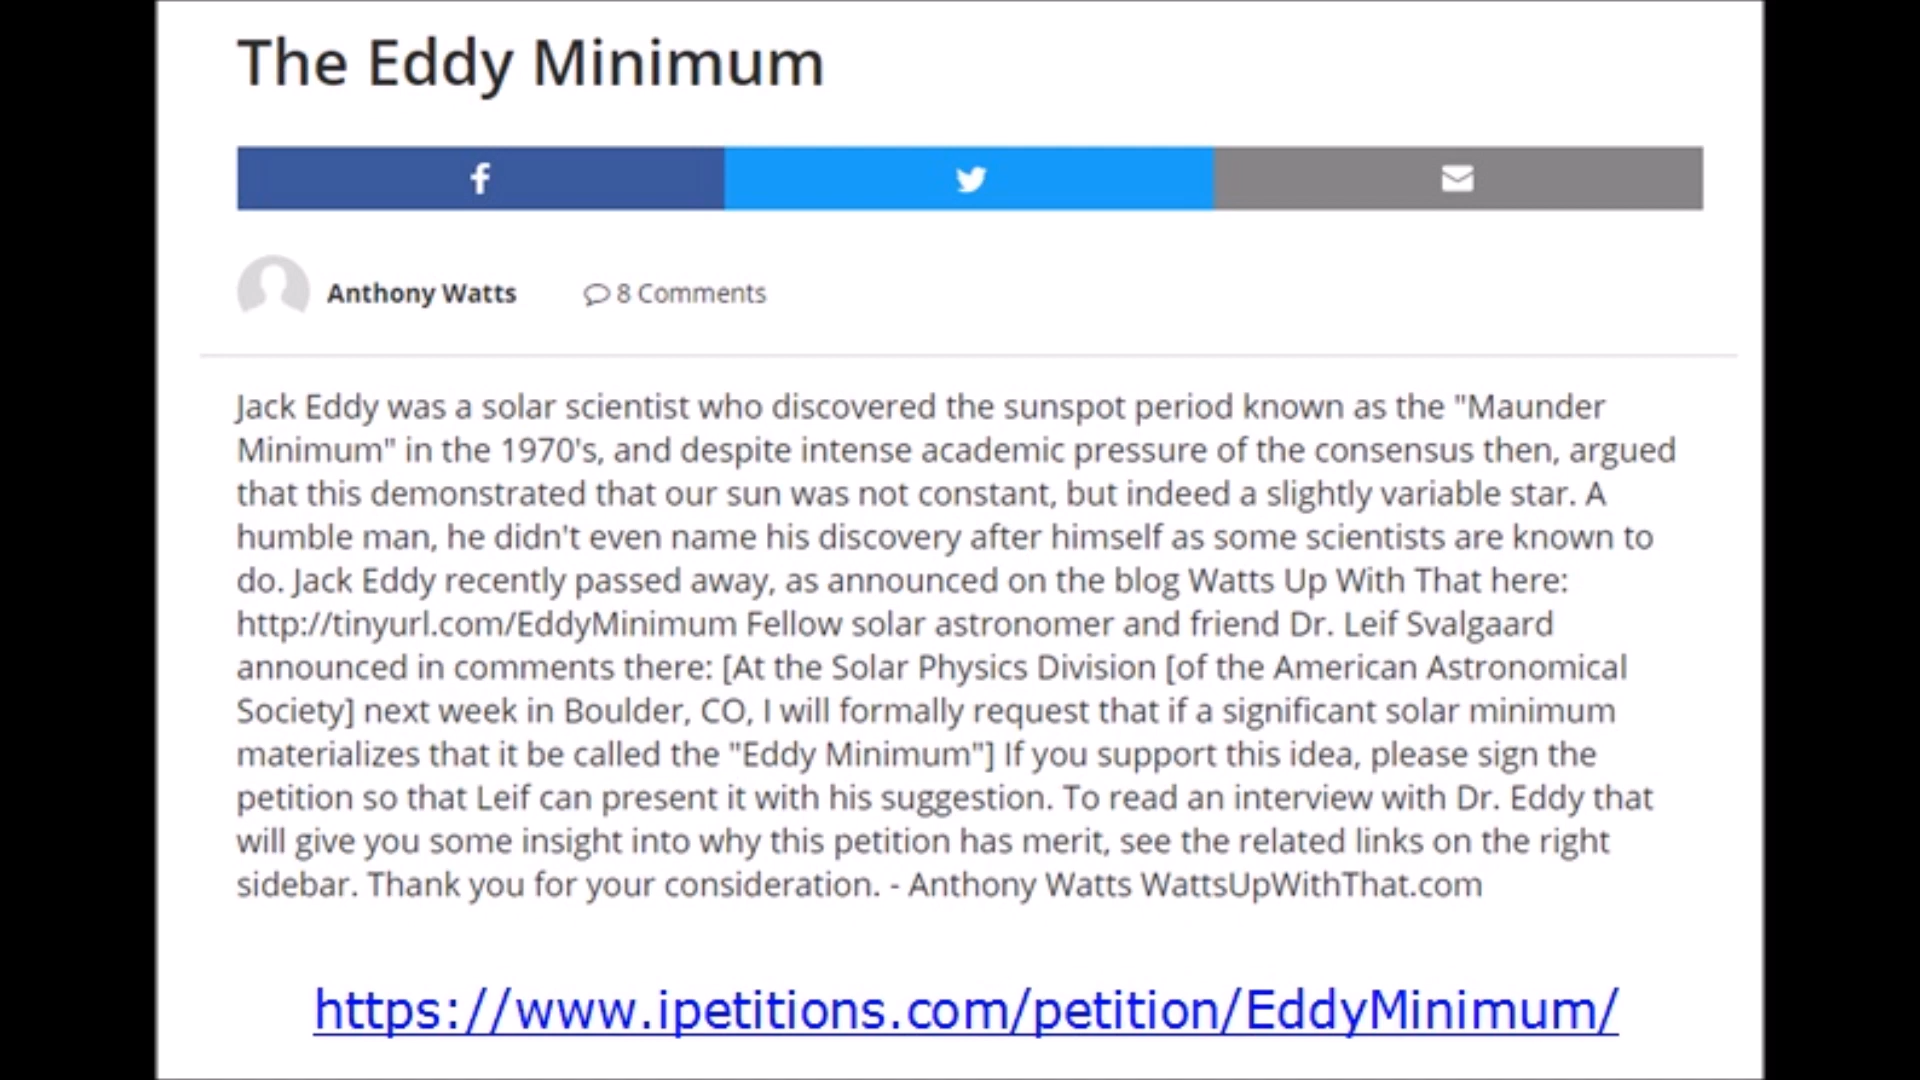 The Eddy Minimum
Anthony Watts 8 Comments
Jack Eddy was a solar scientist who discovered the sunspot period known as the "Maunder
Minimum" in the 1970's, and despite intense academic pressure of the consensus then, argued
that this demonstrated that our sun was not constant, but indeed a slightly variable star. A
humble man, he didn't even name his discovery after himself as some scientists are known to
do. Jack Eddy recently passed away, as announced on the blog Watts Up With That here:
http://tinyurl.com/EddyMinimum Fellow solar astronomer and friend Dr. Leif Svalgaard
announced in comments there: [At the Solar Physics Division [of the American Astronomical
Society] next week in Boulder, CO, I will formally request that if a significant solar minimum
materializes that it be called the "Eddy Minimum"] If you support this idea, please sign the
petition so that Leif can present it with his suggestion. To read an interview with Dr. Eddy that
will give you some insight into why this petition has merit, see the related links on the right
sidebar. Thank you for your consideration. - Anthony Watts WattsUpWithThat.com
https://www.ipetitions.com/petition/EddyMinimum/